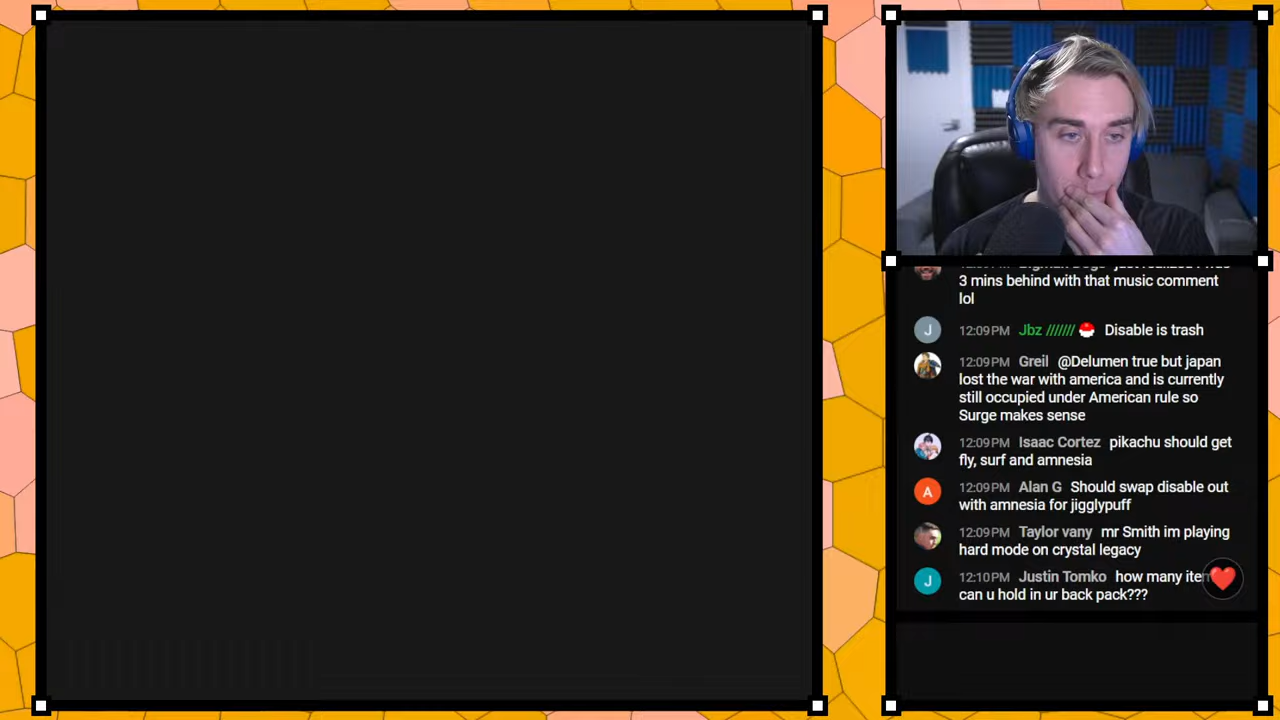 3 mins behind with that music comment
lol
J 12:09PM Jbz /////// Disable is trash
12:09PM Greil @Delumen true but japan
lost the war with america and is currently
still occupied under American rule so
Surge makes sense
12:09PM Isaac Cortez pikachu should get
fly, surf and amnesia
A 12:09PM Alan G Should swap disable out
with amnesia for jigglypuff
12:09PM Taylor vany mr Smith im playing
hard mode on crystal legacy
J 12:10PM Justin Tomko how many
can u hold in ur back pack???